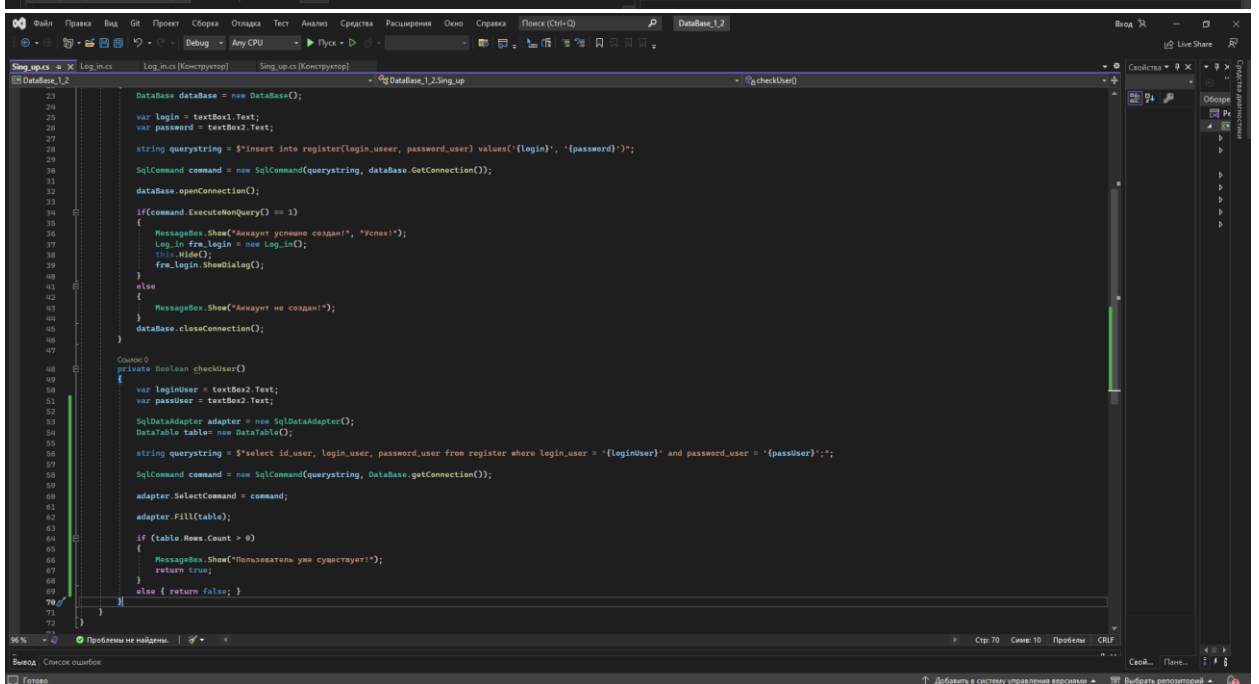 Файл Правка Вид Git Проект Сборка Отладка Тест Анализ Средства Расширения Окно Справка Поиск (Ctrl+Q) DataBase_1_2 Вход
Debug Any CPU Пуск Live Share
Sing_up.cs Log_in.cs Log_in.cs [Конструктор] Sing_up.cs [Конструктор] Свойства
DataBase_1_2 DataBase_1_2.Sing_up checkUser()
Обозре
Средства диагностики
23 DataBase dataBase = new DataBase();
24
25 var login = textBox1.Text;
26 var password = textBox2.Text;
27
28 string querystring = $"insert into register(login_useer, password_user) values('{login}', '{password}')";
29
30 SqlCommand command = new SqlCommand(querystring, dataBase.GetConnection());
31
32 dataBase.openConnection();
33
34 if(command.ExecuteNonQuery() == 1)
35 {
36 MessageBox.Show("Аккаунт успешно создан!", "Успех!");
37 Log_in frm_login = new Log_in();
38 this.Hide();
39 frm_login.ShowDialog();
40 }
41 else
42 {
43 MessageBox.Show("Аккаунт не создан!");
44 }
45 dataBase.closeConnection();
46 }
47
Ссылок: 0
48 private Boolean checkUser()
49 {
50 var loginUser = textBox2.Text;
51 var passUser = textBox2.Text;
52
53 SqlDataAdapter adapter = new SqlDataAdapter();
54 DataTable table= new DataTable();
55
56 string querystring = $"select id_user, login_user, password_user from register where login_user = '{loginUser}' and password_user = '{passUser}';";
57
58 SqlCommand command = new SqlCommand(querystring, DataBase.getConnection());
59
60 adapter.SelectCommand = command;
61
62 adapter.Fill(table);
63
64 if (table.Rows.Count > 0)
65 {
66 MessageBox.Show("Пользователь уже существует!");
67 return true;
68 }
69 else { return false; }
70 }
71 }
72 }
96 % Проблемы не найдены. Стр: 70 Симв: 10 Пробелы CRLF
Вывод Список ошибок Свой... Пане...
Готово Добавить в систему управления версиями Выбрать репозиторий